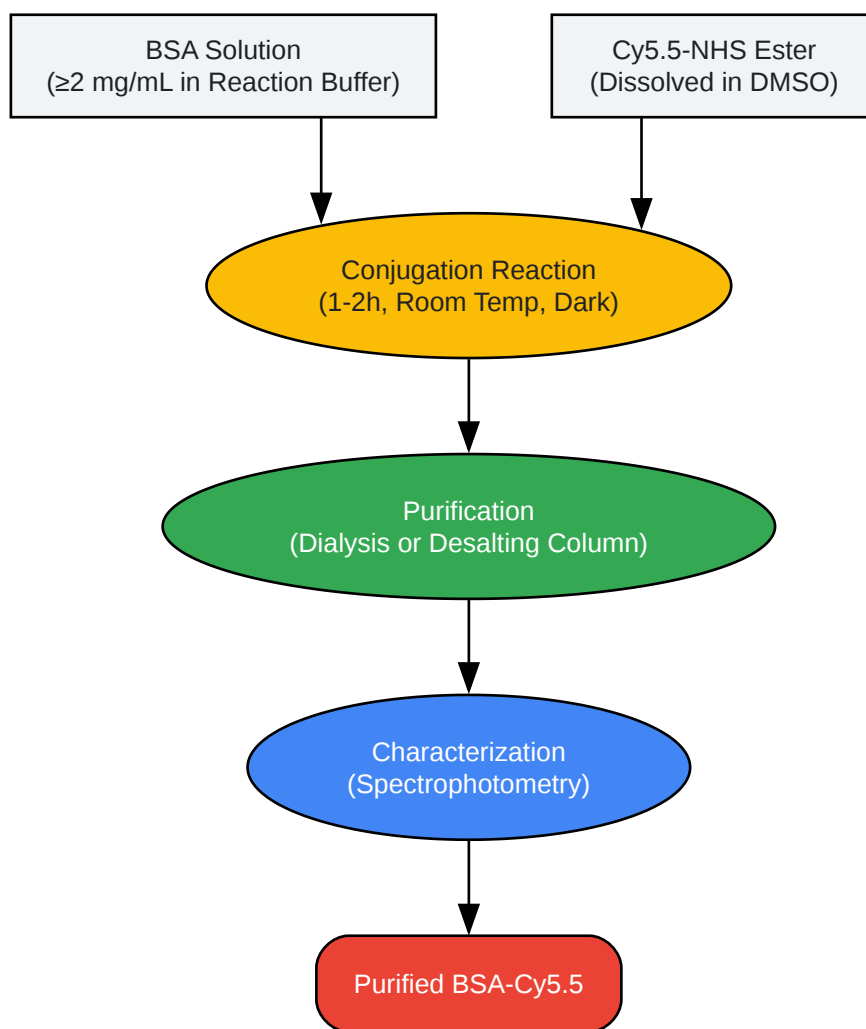 BSA Solution
(≥2 mg/mL in Reaction Buffer)
Cy5.5-NHS Ester
(Dissolved in DMSO)
Conjugation Reaction
(1-2h, Room Temp, Dark)
Purification
(Dialysis or Desalting Column)
Characterization
(Spectrophotometry)
Purified BSA-Cy5.5